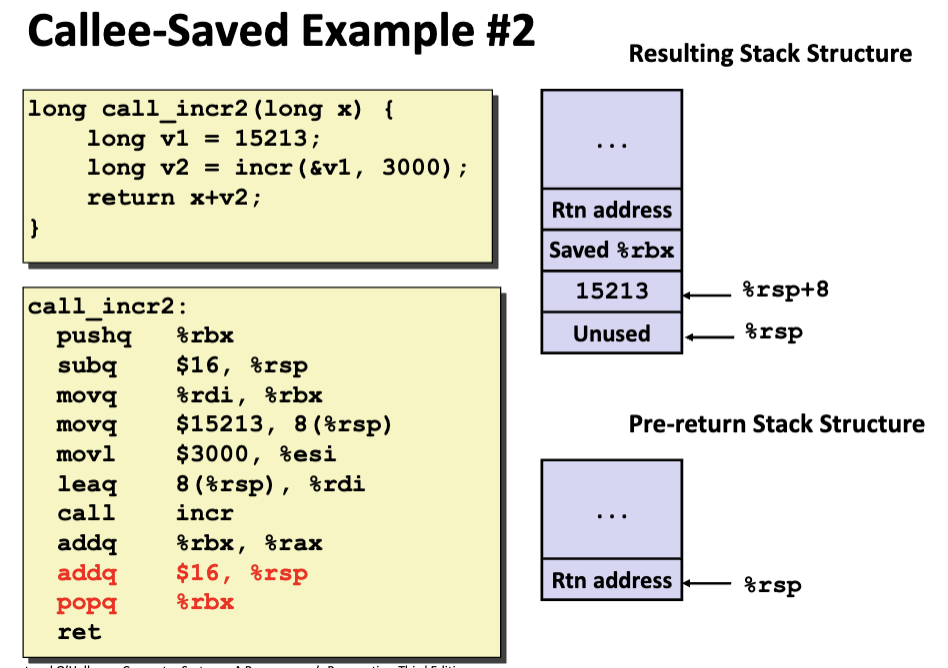 Callee-Saved Example #2
long call_incr2(long x) {
    long v1 = 15213;
    long v2 = incr(&v1, 3000);
    return x+v2;
}
call_incr2:
  pushq   %rbx
  subq    $16, %rsp
  movq    %rdi, %rbx
  movq    $15213, 8(%rsp)
  movl    $3000, %esi
  leaq    8(%rsp), %rdi
  call    incr
  addq    %rbx, %rax
  addq    $16, %rsp
  popq    %rbx
  ret
Resulting Stack Structure
...
Rtn address
Saved %rbx
15213 %rsp+8
Unused %rsp
Pre-return Stack Structure
...
Rtn address %rsp